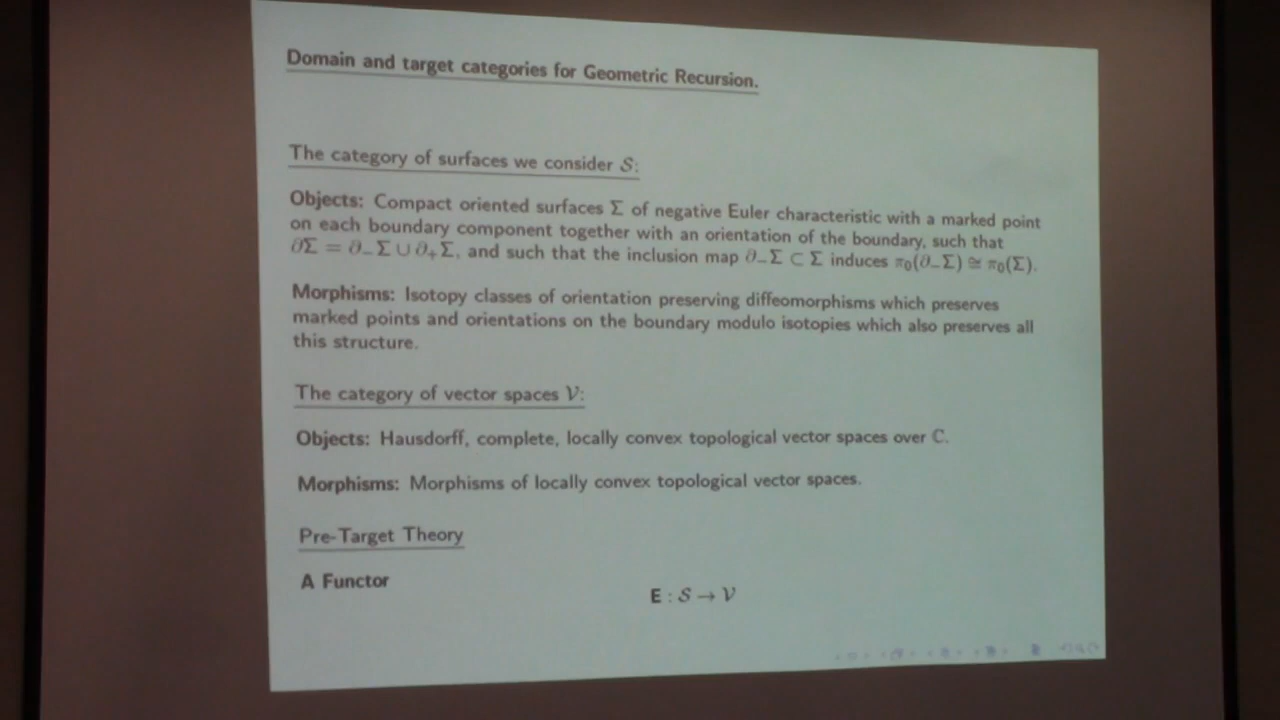 Domain and target categories for Geometric Recursion.
The category of surfaces we consider 𝒮:
Objects: Compact oriented surfaces Σ of negative Euler characteristic with a marked point
on each boundary component together with an orientation of the boundary, such that
∂Σ = ∂₋Σ ∪ ∂₊Σ, and such that the inclusion map ∂₋Σ ⊂ Σ induces π₀(∂₋Σ) ≅ π₀(Σ).
Morphisms: Isotopy classes of orientation preserving diffeomorphisms which preserves
marked points and orientations on the boundary modulo isotopies which also preserves all
this structure.
The category of vector spaces 𝒱:
Objects: Hausdorff, complete, locally convex topological vector spaces over ℂ.
Morphisms: Morphisms of locally convex topological vector spaces.
Pre-Target Theory
A Functor
E : 𝒮 → 𝒱